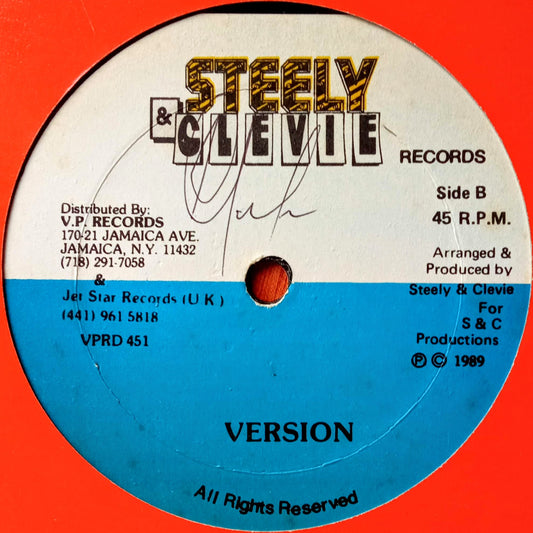 STEELY
& CLEVIE
RECORDS
Side B
45 R.P.M.
Distributed By:
V.P. RECORDS
170-21 JAMAICA AVE.
JAMAICA, N.Y. 11432
(718) 291-7058
&
Jet Star Records (U K )
(441) 961 5818
VPRD 451
Arranged &
Produced by
Steely & Clevie
For
S & C
Productions
Ⓟ © 1989
VERSION
All Rights Reserved